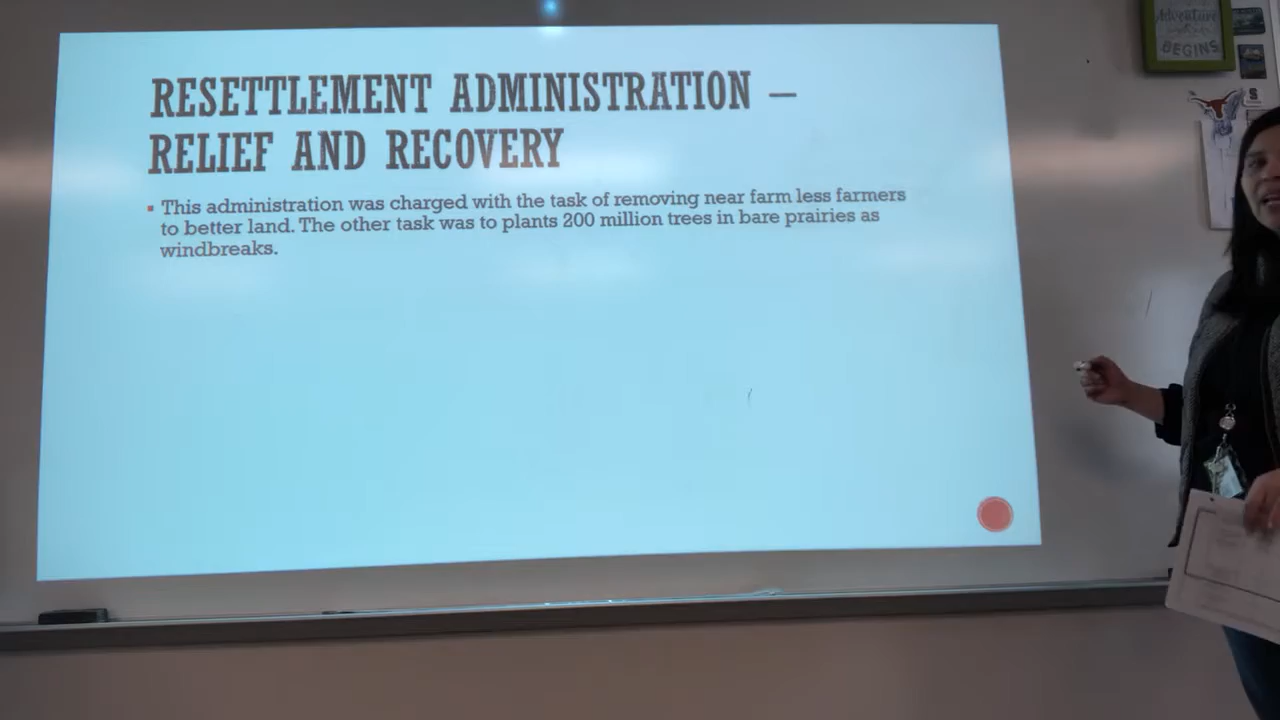 RESETTLEMENT ADMINISTRATION –
RELIEF AND RECOVERY
This administration was charged with the task of removing near farm less farmers
to better land. The other task was to plants 200 million trees in bare prairies as
windbreaks.
Adventure
BEGINS
S